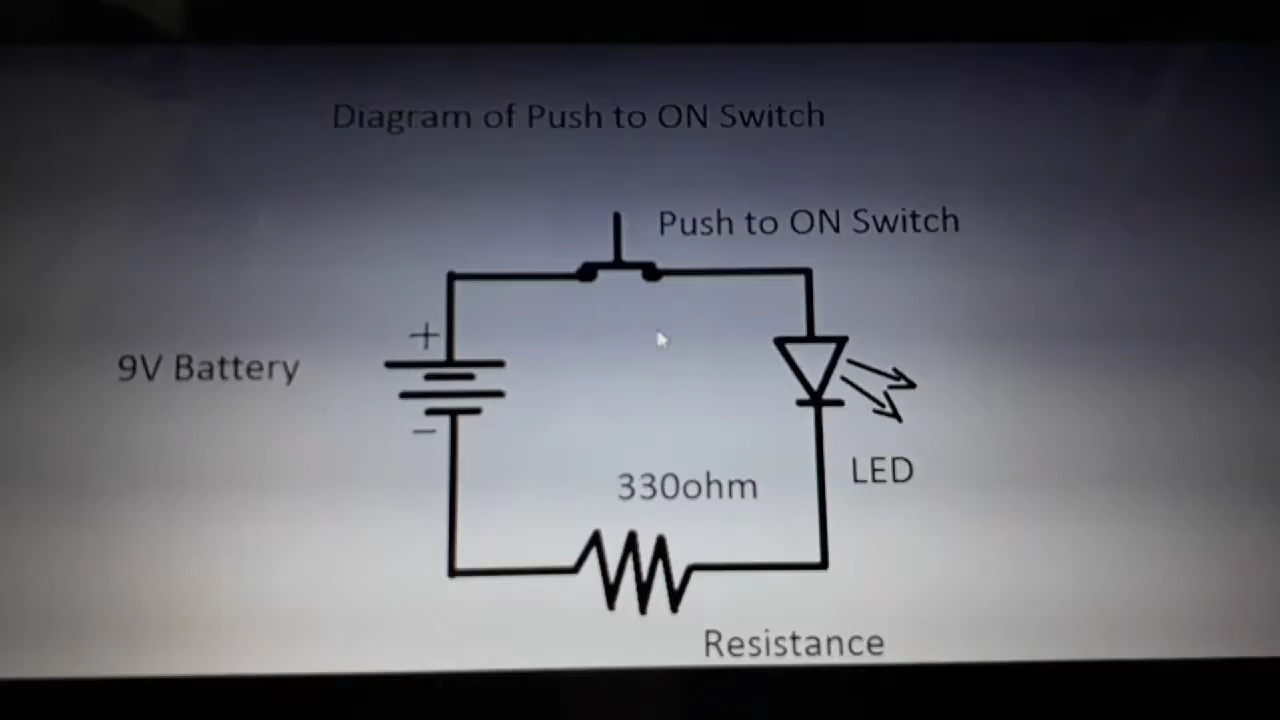 Diagram of Push to ON Switch
Push to ON Switch
+
9V Battery
−
LED
330ohm
Resistance